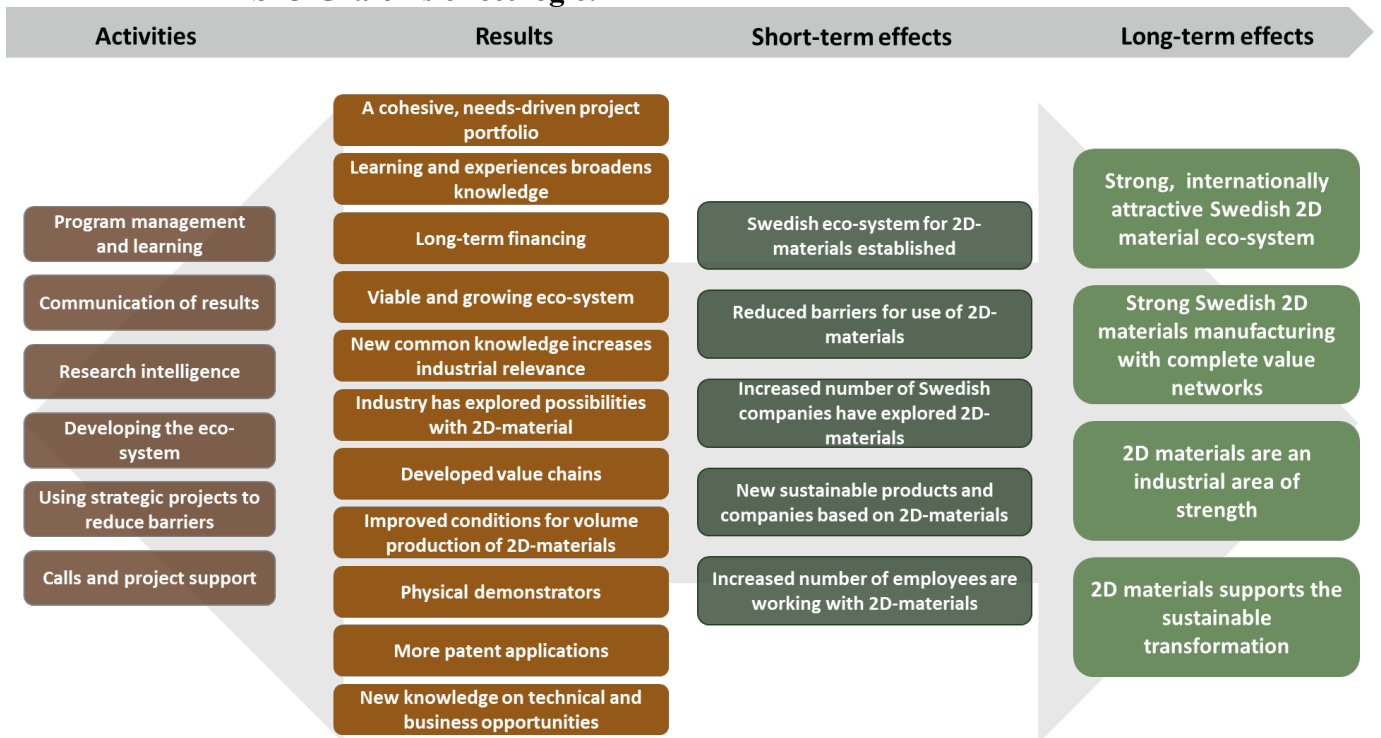 Activities
Results
Short-term effects
Long-term effects
Program management
and learning
Communication of results
Research intelligence
Developing the eco-
system
Using strategic projects to
reduce barriers
Calls and project support
A cohesive, needs-driven project
portfolio
Learning and experiences broadens
knowledge
Long-term financing
Viable and growing eco-system
New common knowledge increases
industrial relevance
Industry has explored possibilities
with 2D-material
Developed value chains
Improved conditions for volume
production of 2D-materials
Physical demonstrators
More patent applications
New knowledge on technical and
business opportunities
Swedish eco-system for 2D-
materials established
Reduced barriers for use of 2D-
materials
Increased number of Swedish
companies have explored 2D-
materials
New sustainable products and
companies based on 2D-materials
Increased number of employees are
working with 2D-materials
Strong, internationally
attractive Swedish 2D
material eco-system
Strong Swedish 2D
materials manufacturing
with complete value
networks
2D materials are an
industrial area of
strength
2D materials supports the
sustainable
transformation